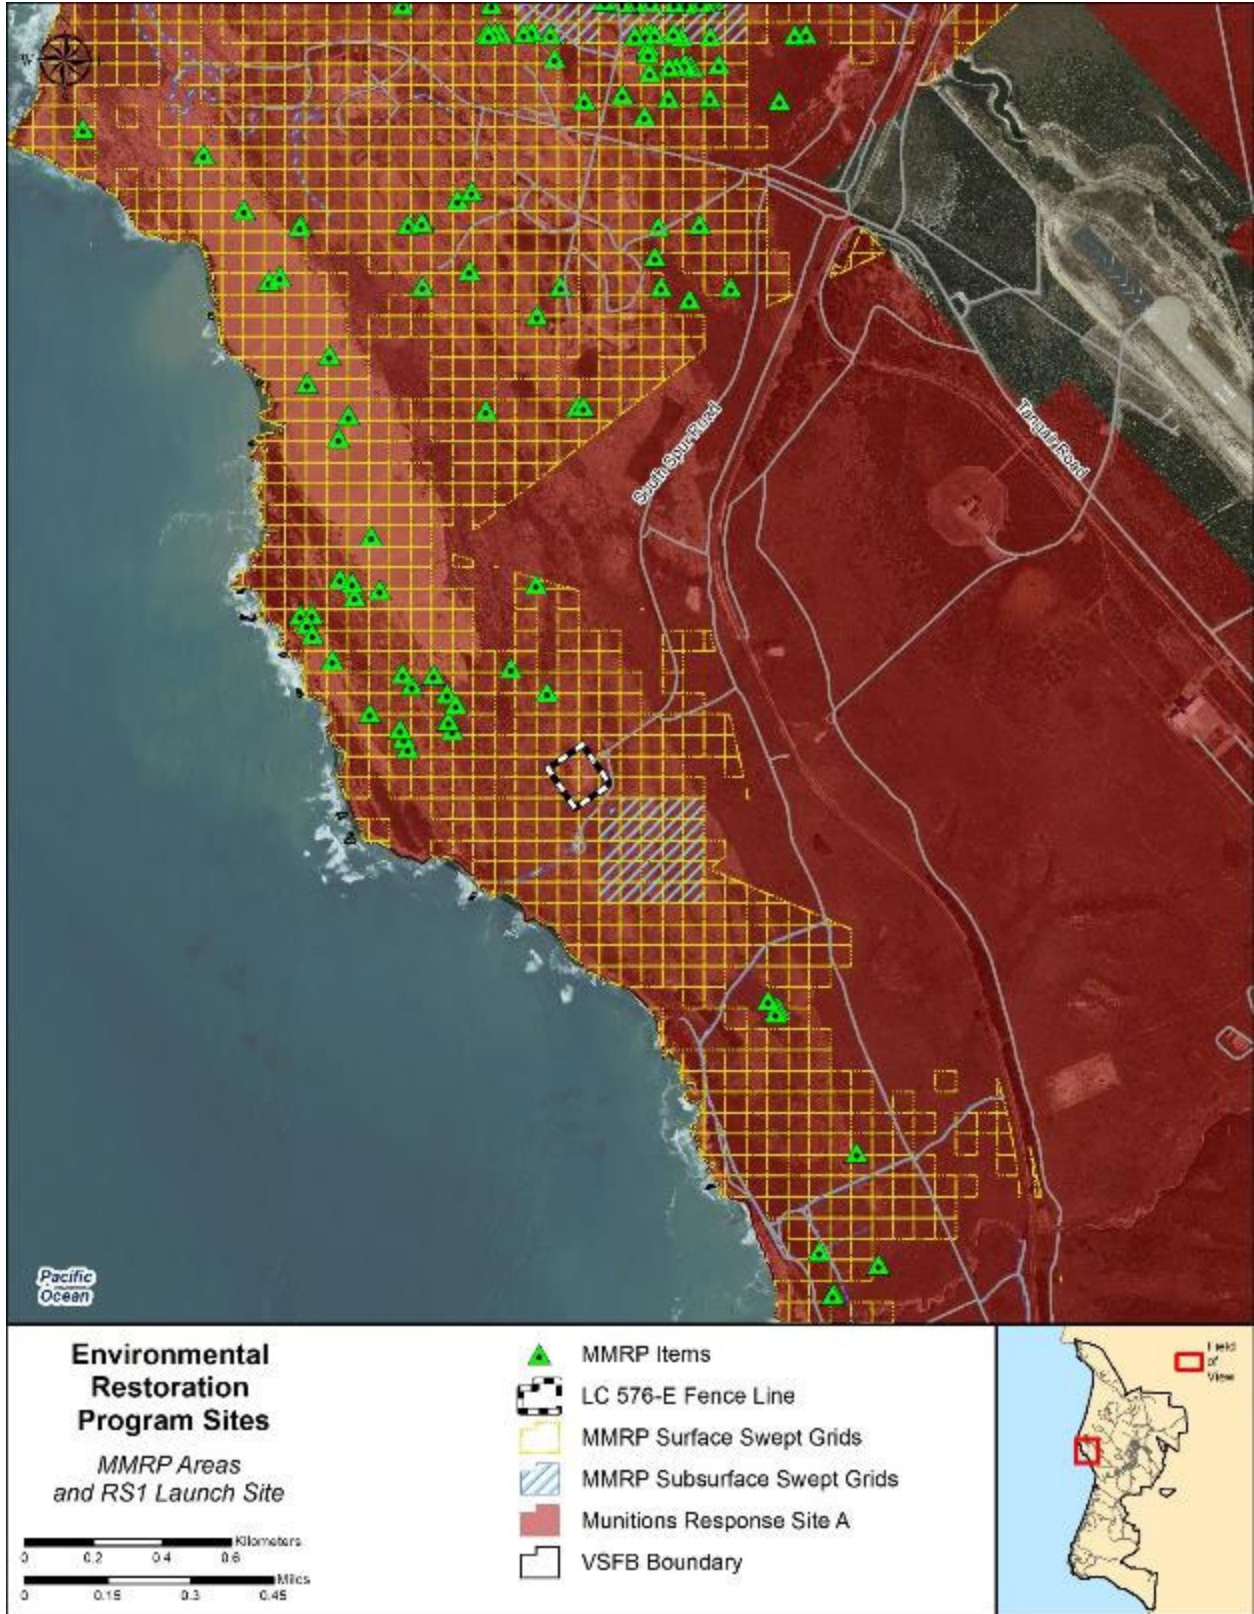 W
South Spur Road
Tangair Road
Pacific
Ocean
Environmental
Restoration
Program Sites
MMRP Areas
and RS1 Launch Site
Kilometers
0 0.2 0.4 0.6
Miles
0 0.15 0.3 0.45
MMRP Items
LC 576-E Fence Line
MMRP Surface Swept Grids
MMRP Subsurface Swept Grids
Munitions Response Site A
VSFB Boundary
Field
of
View